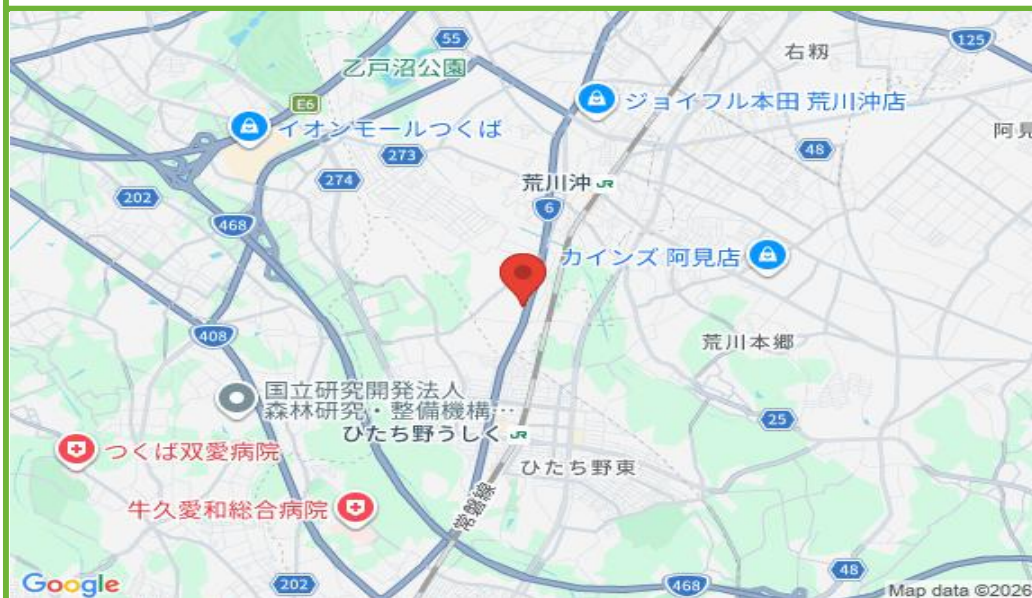 55
125
右籾
乙戸沼公園
ジョイフル本田 荒川沖店
E6
イオンモールつくば
阿見
48
273
274
荒川沖 JR
202
6
468
カインズ 阿見店
408
荒川本郷
国立研究開発法人
森林研究・整備機構…
25
ひたち野うしく JR
つくば双愛病院
ひたち野東
牛久愛和総合病院
常磐線
48
Google
202
468
Map data ©2026